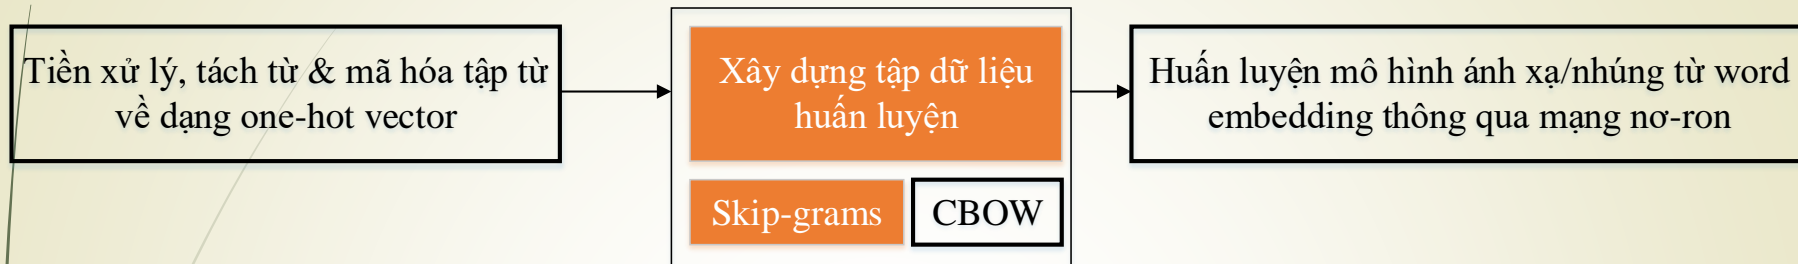 Tiền xử lý, tách từ & mã hóa tập từ
về dạng one-hot vector
Xây dựng tập dữ liệu
huấn luyện
Skip-grams
CBOW
Huấn luyện mô hình ánh xạ/nhúng từ word
embedding thông qua mạng nơ-ron